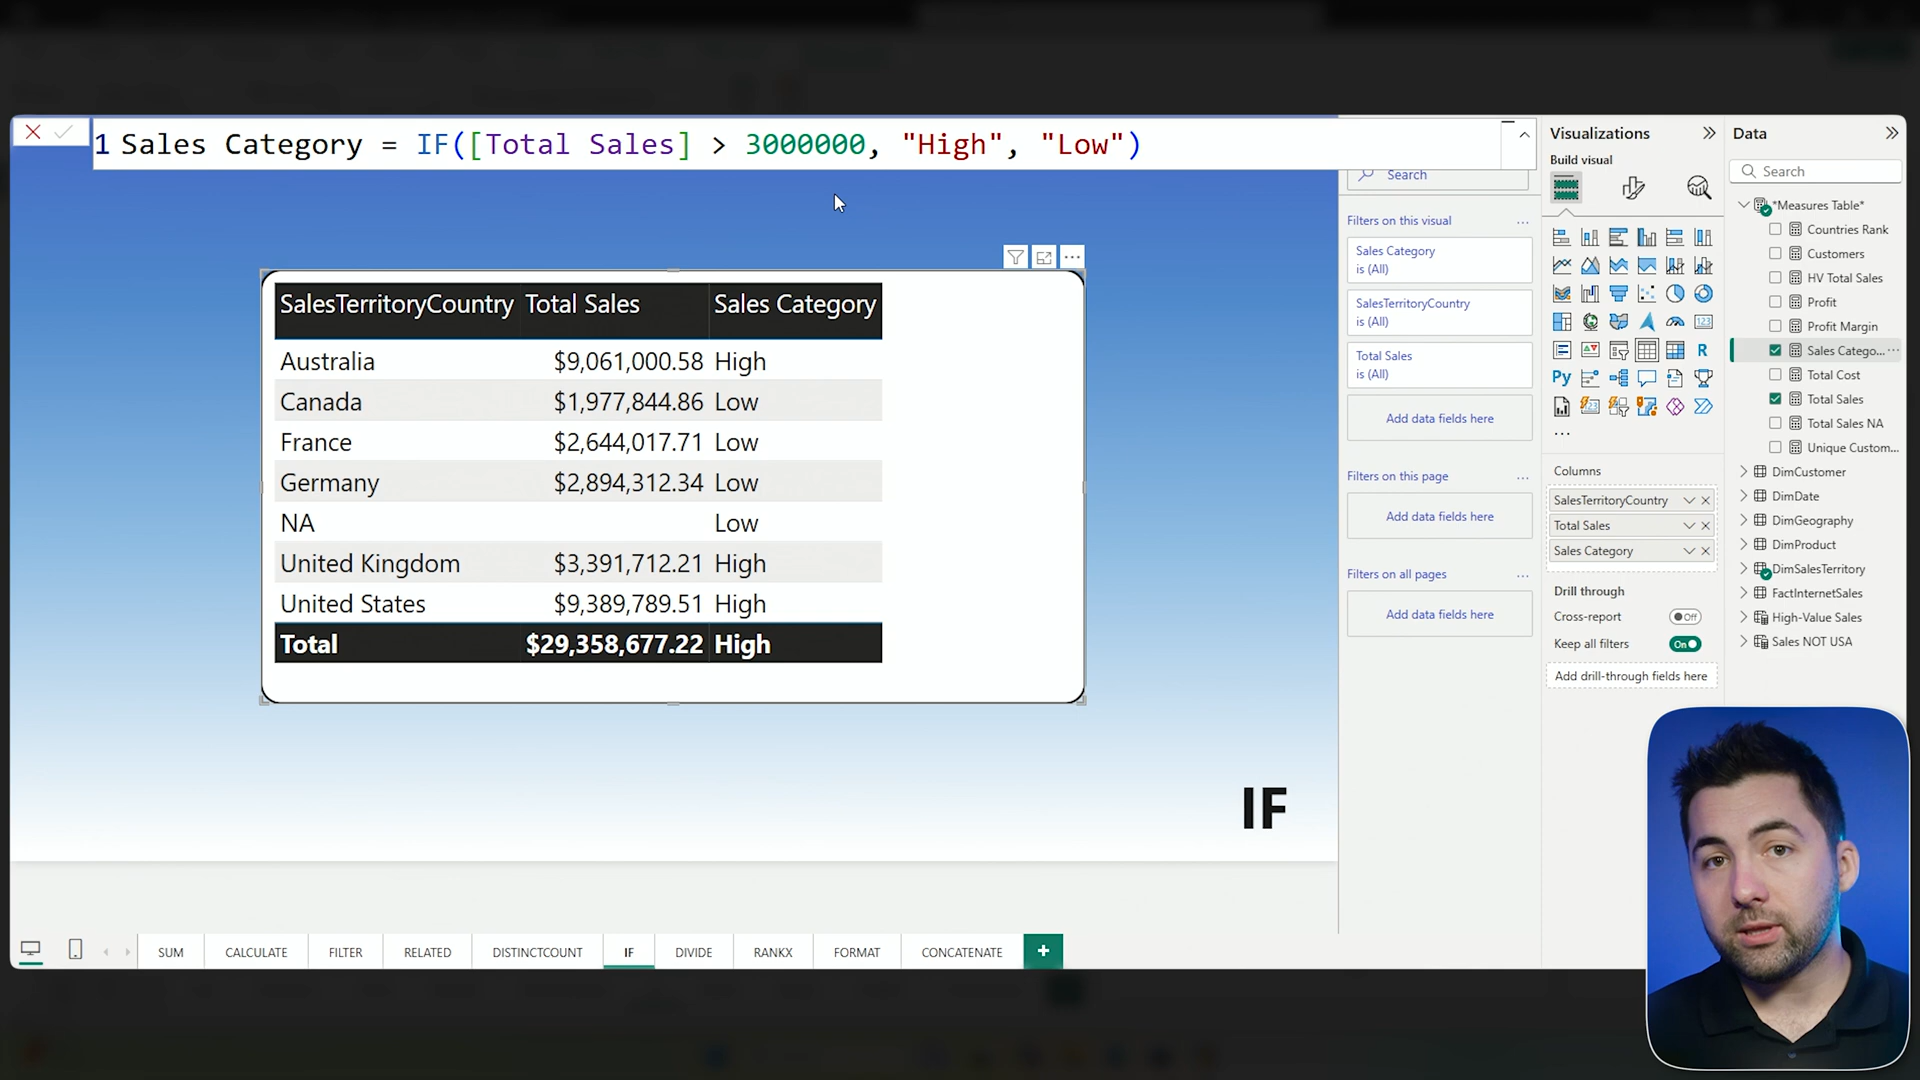 1 Sales Category = IF([Total Sales] > 3000000, "High", "Low")
SalesTerritoryCountry Total Sales Sales Category
Australia $9,061,000.58 High
Canada $1,977,844.86 Low
France $2,644,017.71 Low
Germany $2,894,312.34 Low
NA Low
United Kingdom $3,391,712.21 High
United States $9,389,789.51 High
Total $29,358,677.22 High
IF
SUM CALCULATE FILTER RELATED DISTINCTCOUNT IF DIVIDE RANKX FORMAT CONCATENATE +
Search
Filters on this visual ...
Sales Category
is (All)
SalesTerritoryCountry
is (All)
Total Sales
is (All)
Add data fields here
Filters on this page ...
Add data fields here
Filters on all pages ...
Add data fields here
Visualizations
Build visual
123
R
Py
...
Columns
SalesTerritoryCountry
Total Sales
Sales Category
Drill through
Cross-report Off
Keep all filters On
Add drill-through fields here
Data
Search
*Measures Table*
Countries Rank
Customers
HV Total Sales
Profit
Profit Margin
Sales Catego... ...
Total Cost
Total Sales
Total Sales NA
Unique Custom...
DimCustomer
DimDate
DimGeography
DimProduct
DimSalesTerritory
FactInternetSales
High-Value Sales
Sales NOT USA